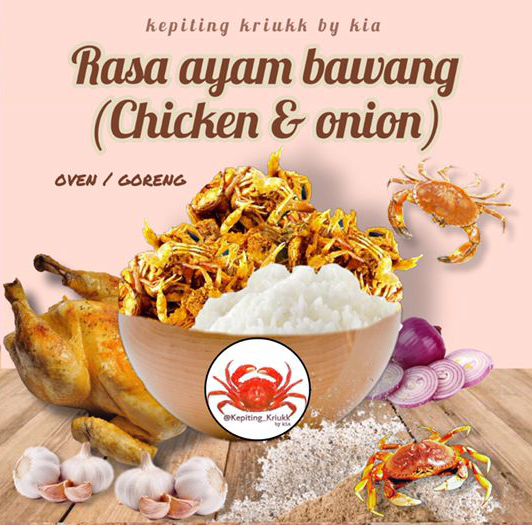 kepiting kriukk by kia
Rasa ayam bawang
(Chicken & onion)
OVEN / GORENG
@Kepiting_Kriukk
by kia